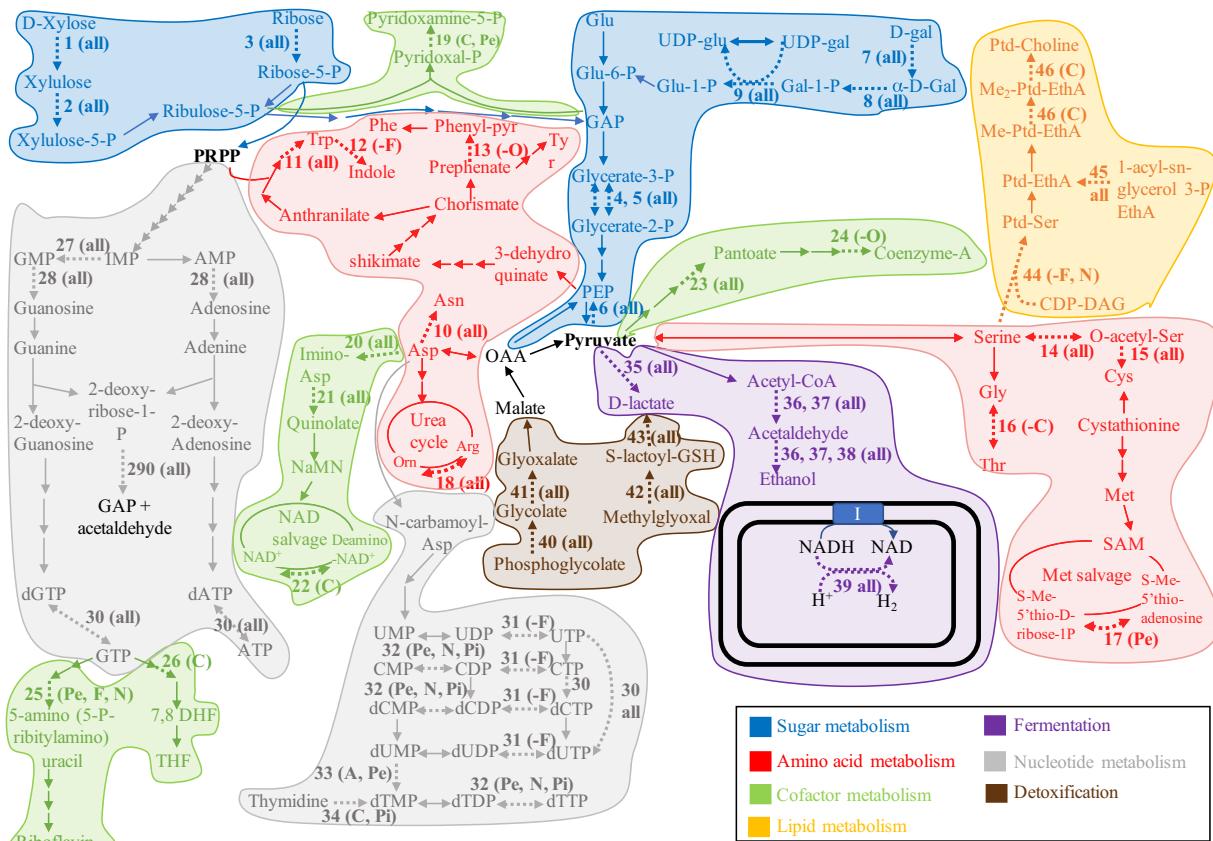 D-Xylose
1 (all)
Xylulose
2 (all)
Xylulose-5-P
Ribose
3 (all)
Ribose-5-P
Ribulose-5-P
PRPP
Pyridoxamine-5-P
19 (C, Pe)
Pyridoxal-P
Glu
Glu-6-P
GAP
Glycerate-3-P
4, 5 (all)
Glycerate-2-P
PEP
6 (all)
Pyruvate
UDP-glu
UDP-gal
Glu-1-P
9 (all)
Gal-1-P
D-gal
7 (all)
α-D-Gal
8 (all)
Ptd-Choline
46 (C)
Me₂-Ptd-EthA
46 (C)
Me-Ptd-EthA
Ptd-EthA
45
all
1-acyl-sn-
glycerol 3-P
EthA
Ptd-Ser
44 (-F, N)
CDP-DAG
Trp
11 (all)
12 (-F)
Indole
Phe
Phenyl-pyr
13 (-O)
Prephenate
Ty
r
Anthranilate
Chorismate
shikimate
3-dehydro
quinate
Asn
10 (all)
Asp
OAA
Urea
cycle
Orn
Arg
18 (all)
Pantoate
23 (all)
24 (-O)
Coenzyme-A
GMP
27 (all)
IMP
AMP
28 (all)
28 (all)
Guanosine
Adenosine
Guanine
Adenine
2-deoxy-
ribose-1-
P
2-deoxy-
Guanosine
2-deoxy-
Adenosine
290 (all)
GAP +
acetaldehyde
dGTP
dATP
30 (all)
30 (all)
GTP
ATP
20 (all)
Imino-
Asp
21 (all)
Quinolate
NaMN
NAD
salvage
NAD⁺
Deamino
-NAD⁺
22 (C)
Malate
Glyoxalate
41 (all)
Glycolate
40 (all)
Phosphoglycolate
43 (all)
S-lactoyl-GSH
42 (all)
Methylglyoxal
35 (all)
D-lactate
Acetyl-CoA
36, 37 (all)
Acetaldehyde
36, 37, 38 (all)
Ethanol
I
NADH
NAD
39 all)
H⁺
H₂
Serine
14 (all)
O-acetyl-Ser
15 (all)
Gly
Cys
16 (-C)
Thr
Cystathionine
Met
SAM
Met salvage
S-Me-
5'thio-D-
ribose-1P
S-Me-
5'thio-
adenosine
17 (Pe)
N-carbamoyl-
Asp
UMP
UDP
31 (-F)
UTP
32 (Pe, N, Pi)
CMP
CDP
31 (-F)
CTP
32 (Pe, N, Pi)
30
dCMP
dCDP
31 (-F)
dCTP
30
all
dUMP
dUDP
31 (-F)
dUTP
33 (A, Pe)
32 (Pe, N, Pi)
Thymidine
dTMP
dTDP
dTTP
34 (C, Pi)
26 (C)
25 (Pe, F, N)
5-amino (5-P-
ribitylamino)
uracil
7,8 DHF
THF
Riboflavin
Sugar metabolism
Amino acid metabolism
Cofactor metabolism
Lipid metabolism
Fermentation
Nucleotide metabolism
Detoxification